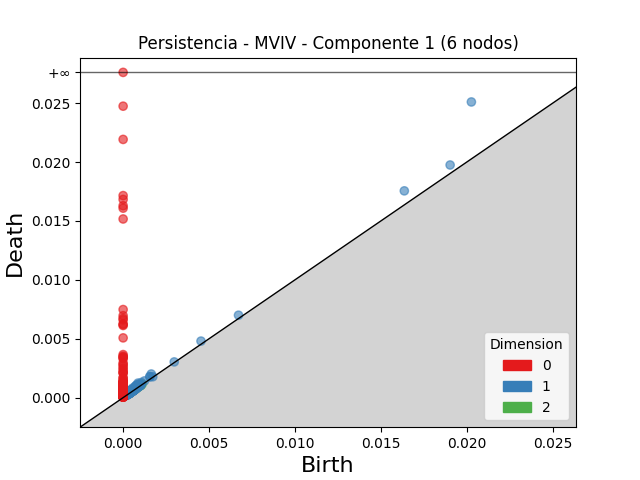 Persistencia - MVIV - Componente 1 (6 nodos)
+∞
0.025
0.020
0.015
0.010
0.005
0.000
Death
0.000 0.005 0.010 0.015 0.020 0.025
Birth
Dimension
0
1
2